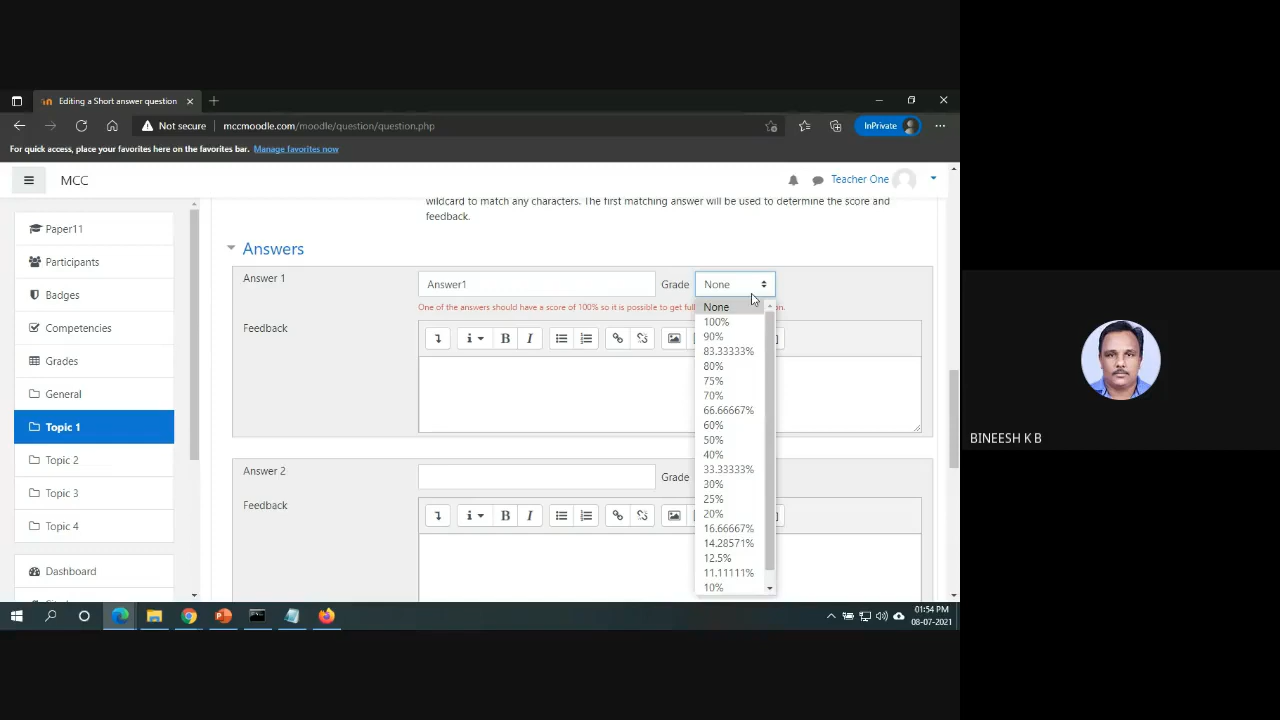 Editing a Short answer question
Not secure
mccmoodle.com/moodle/question/question.php
InPrivate
For quick access, place your favorites here on the favorites bar. Manage favorites now
MCC
Teacher One
wildcard to match any characters. The first matching answer will be used to determine the score and
feedback.
Paper11
Participants
Badges
Competencies
Grades
General
Topic 1
Topic 2
Topic 3
Topic 4
Dashboard
Answers
Answer 1
Answer1
Grade
None
One of the answers should have a score of 100% so it is possible to get
Feedback
None
100%
90%
83.33333%
80%
75%
70%
66.66667%
60%
50%
40%
33.33333%
30%
25%
20%
16.66667%
14.28571%
12.5%
11.11111%
10%
Answer 2
Grade
Feedback
01:54 PM
08-07-2021
BINEESH K B